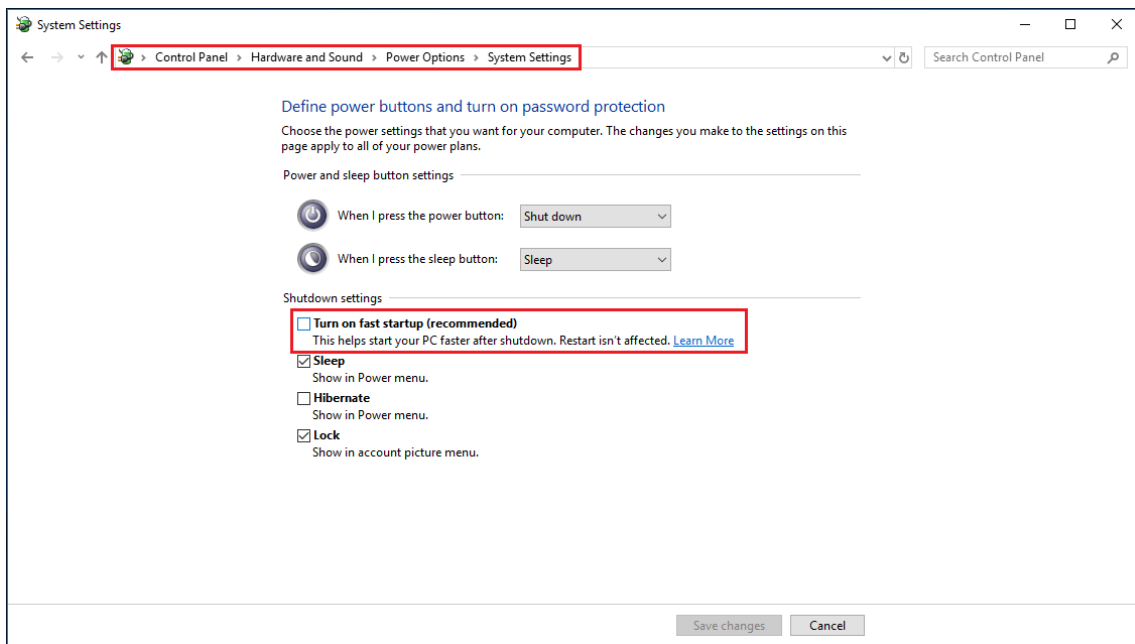 System Settings
Control Panel > Hardware and Sound > Power Options > System Settings
Search Control Panel
Define power buttons and turn on password protection
Choose the power settings that you want for your computer. The changes you make to the settings on this
page apply to all of your power plans.
Power and sleep button settings
When I press the power button: Shut down
When I press the sleep button: Sleep
Shutdown settings
Turn on fast startup (recommended)
This helps start your PC faster after shutdown. Restart isn't affected. Learn More
Sleep
Show in Power menu.
Hibernate
Show in Power menu.
Lock
Show in account picture menu.
Save changes Cancel